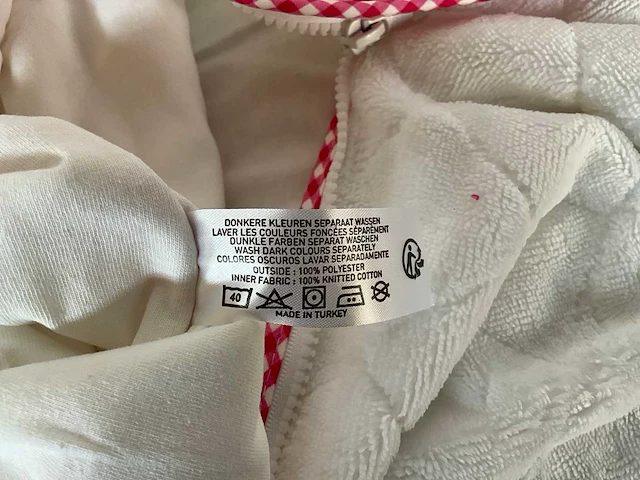 DONKERE KLEUREN SEPARAAT WASSEN
LAVER LES COULEURS FONCÉES SÉPARÉMENT
DUNKLE FARBEN SEPARAT WASCHEN
WASH DARK COLOURS SEPARATELY
COLORES OSCUROS LAVAR SEPARADAMENTE
OUTSIDE : 100% POLYESTER
INNER FABRIC : 100% KNITTED COTTON
40
MADE IN TURKEY